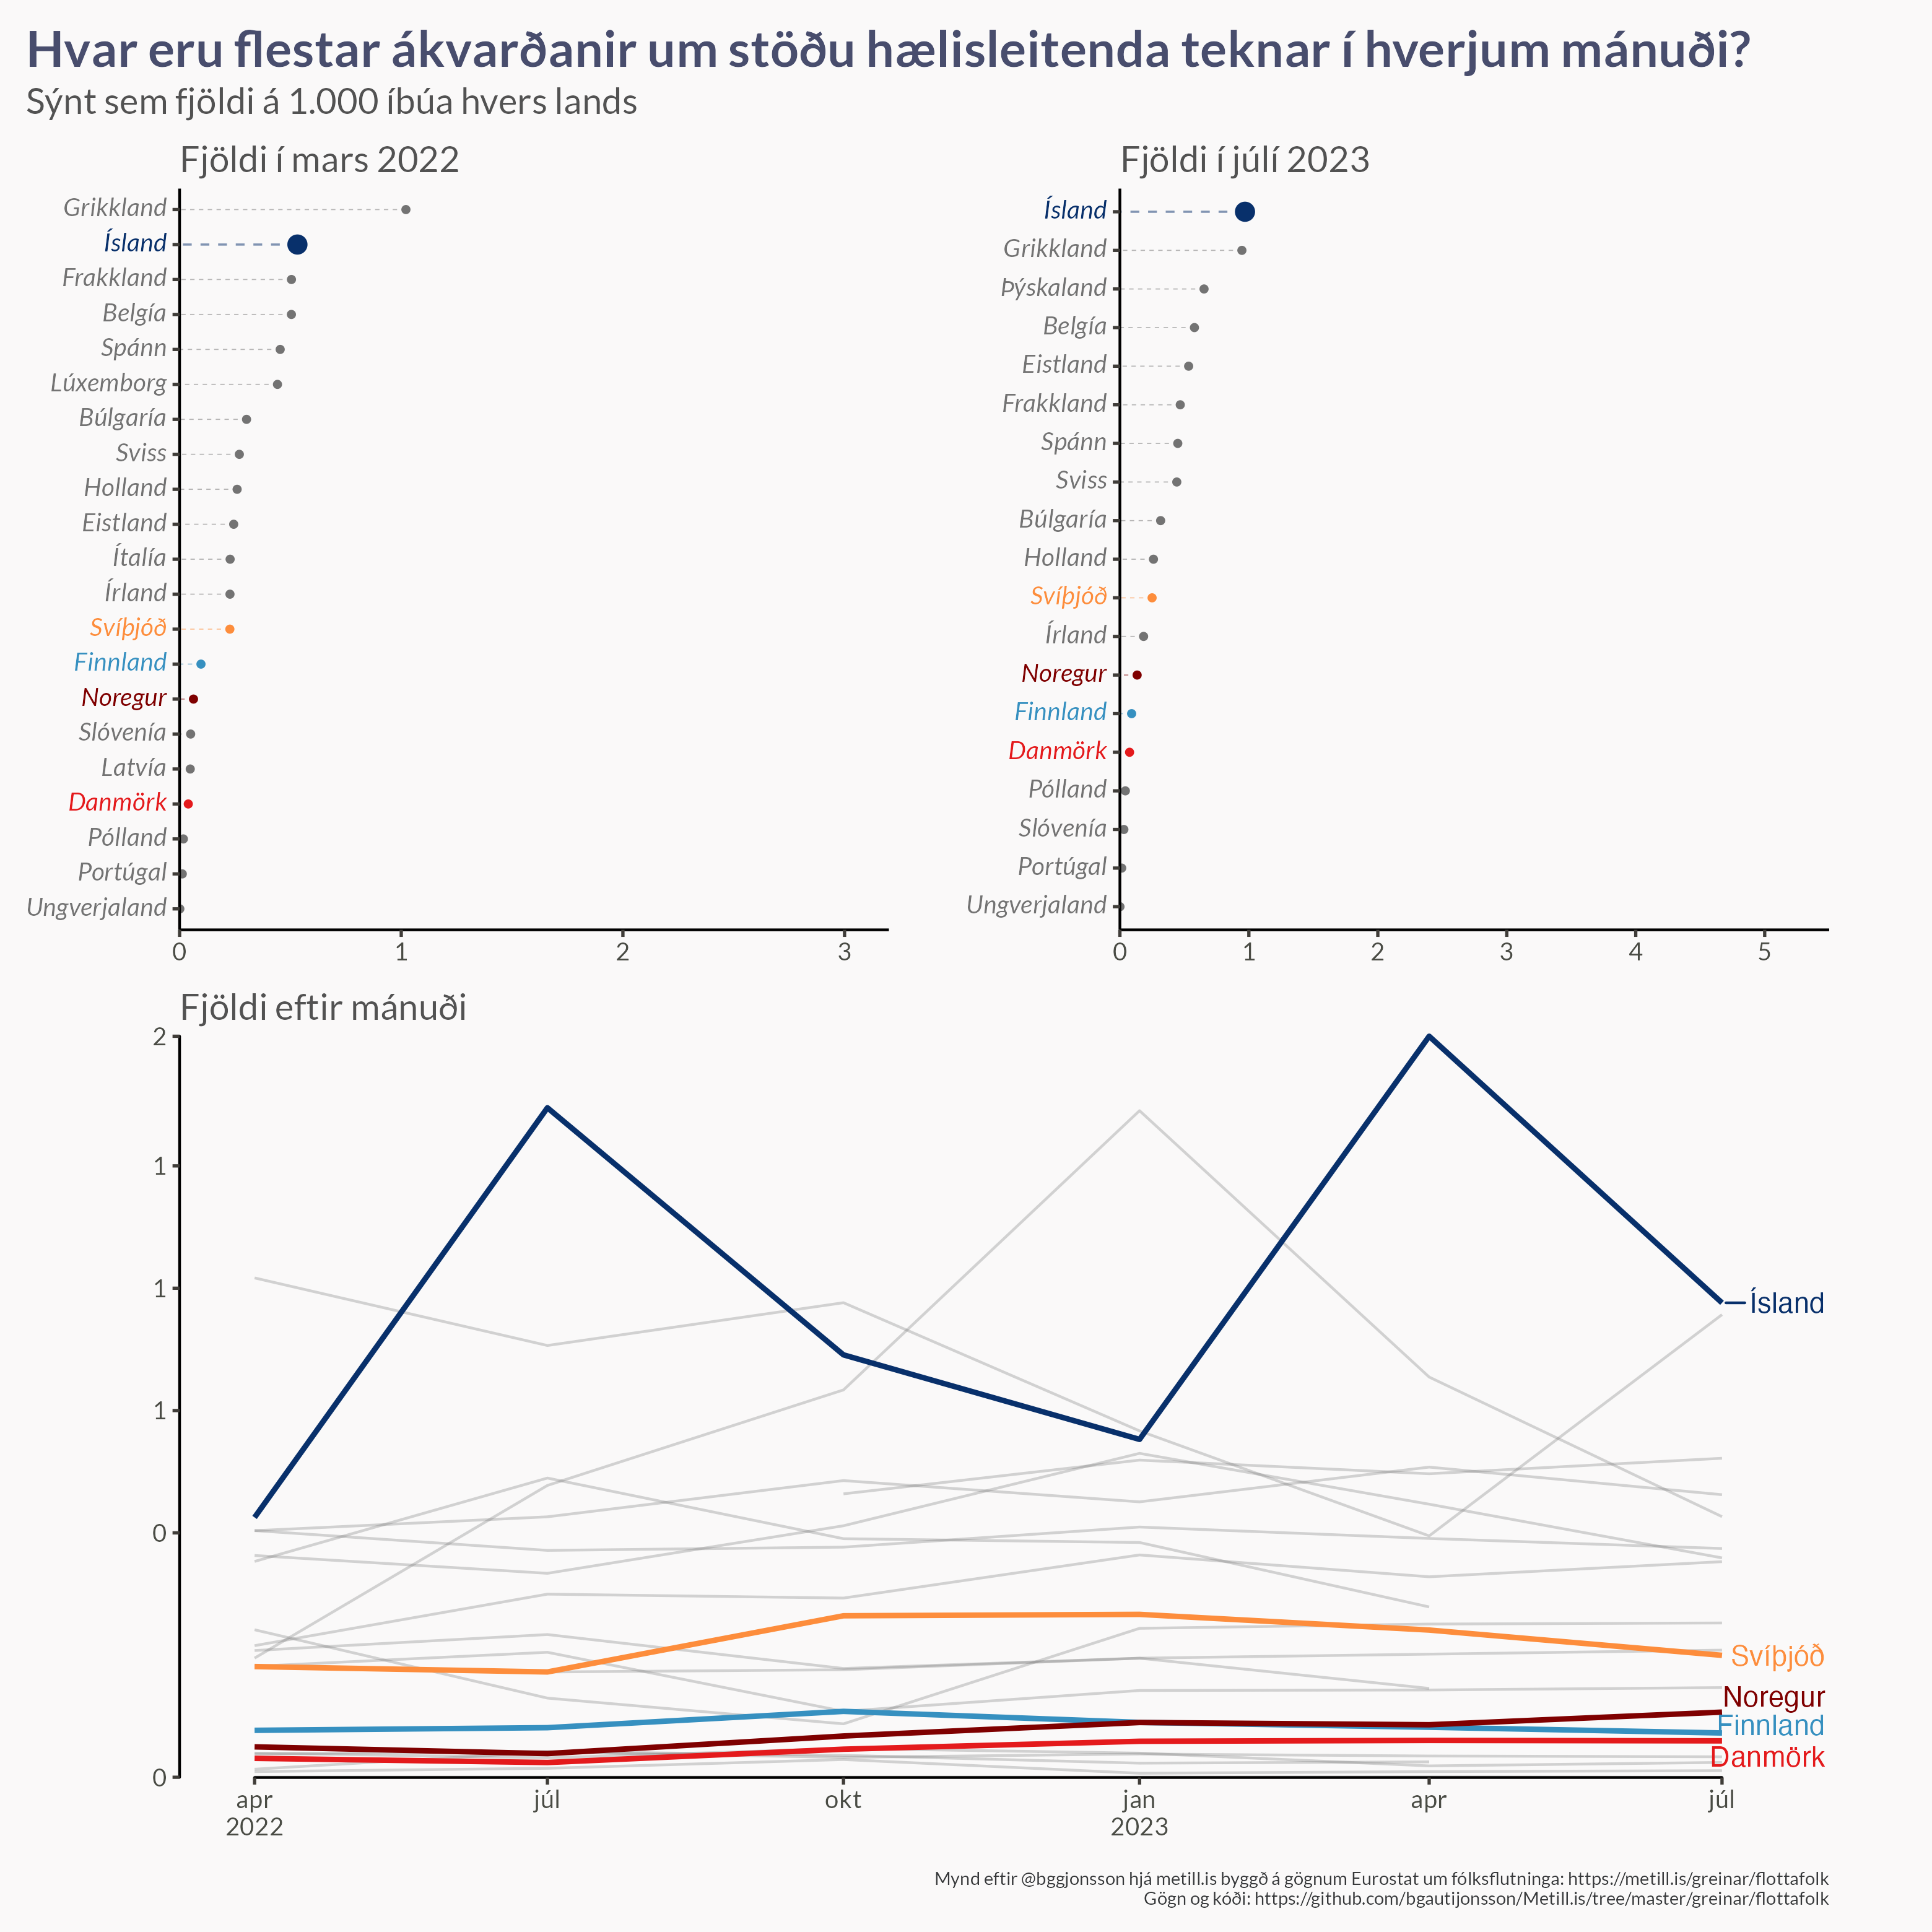 Hvar eru flestar ákvarðanir um stöðu hælisleitenda teknar í hverjum mánuði?
Sýnt sem fjöldi á 1.000 íbúa hvers lands
Fjöldi í mars 2022
Grikkland
Ísland
Frakkland
Belgía
Spánn
Lúxemborg
Búlgaría
Sviss
Holland
Eistland
Ítalía
Írland
Svíþjóð
Finnland
Noregur
Slóvenía
Latvía
Danmörk
Pólland
Portúgal
Ungverjaland
0 1 2 3
Fjöldi í júlí 2023
Ísland
Grikkland
Þýskaland
Belgía
Eistland
Frakkland
Spánn
Sviss
Búlgaría
Holland
Svíþjóð
Írland
Noregur
Finnland
Danmörk
Pólland
Slóvenía
Portúgal
Ungverjaland
0 1 2 3 4 5
Fjöldi eftir mánuði
2
1
1
1
0
0
Ísland
Svíþjóð
Noregur
Finnland
Danmörk
apr júl okt jan apr júl
2022 2023
Mynd eftir @bggjonsson hjá metill.is byggð á gögnum Eurostat um fólksflutninga: https://metill.is/greinar/flottafolk
Gögn og kóði: https://github.com/bgautijonsson/Metill.is/tree/master/greinar/flottafolk